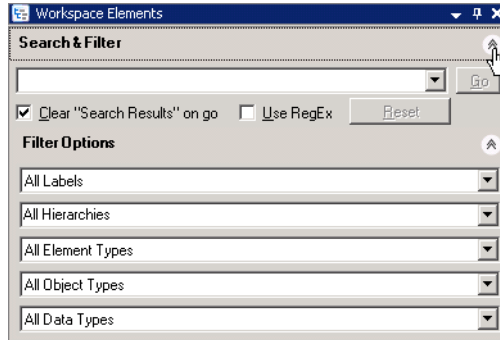 Workspace Elements
Search & Filter
Go
Clear "Search Results" on go Use RegEx Reset
Filter Options
All Labels
All Hierarchies
All Element Types
All Object Types
All Data Types